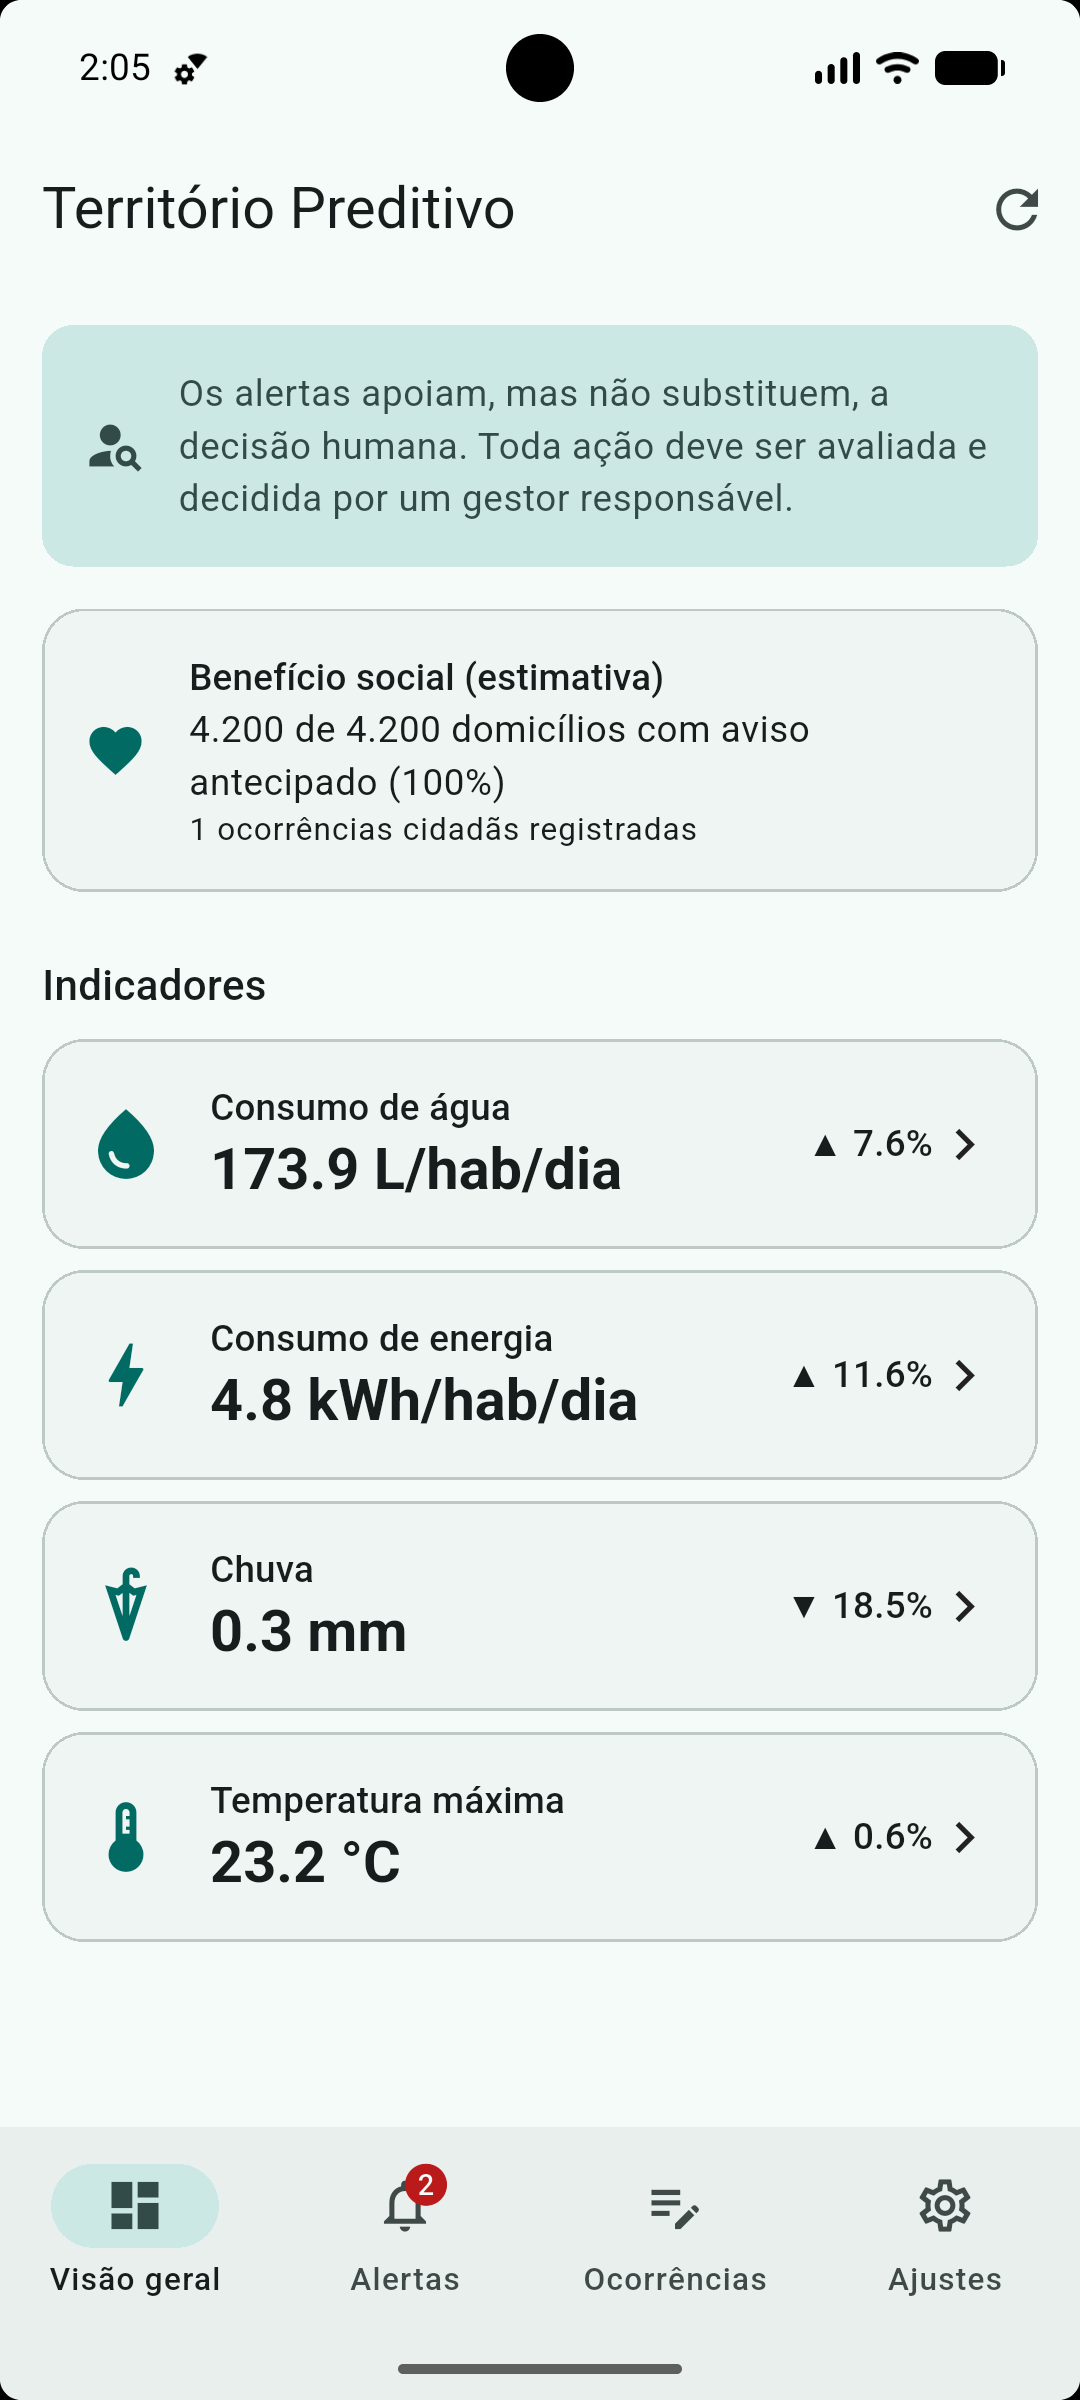 2:05
Território Preditivo
Os alertas apoiam, mas não substituem, a
decisão humana. Toda ação deve ser avaliada e
decidida por um gestor responsável.
Benefício social (estimativa)
4.200 de 4.200 domicílios com aviso
antecipado (100%)
1 ocorrências cidadãs registradas
Indicadores
Consumo de água
173.9 L/hab/dia
▲ 7.6%
Consumo de energia
4.8 kWh/hab/dia
▲ 11.6%
Chuva
0.3 mm
▼ 18.5%
Temperatura máxima
23.2 °C
▲ 0.6%
2
Visão geral
Alertas
Ocorrências
Ajustes